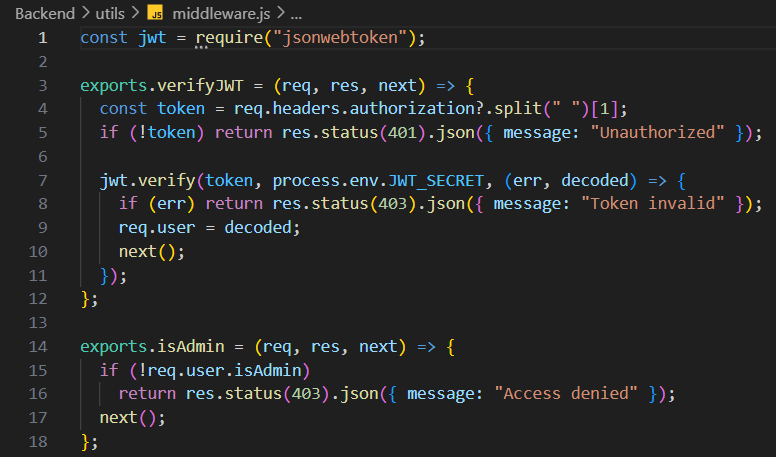 Backend > utils > JS middleware.js > ...
1 const jwt = require("jsonwebtoken");
2
3 exports.verifyJWT = (req, res, next) => {
4   const token = req.headers.authorization?.split(" ")[1];
5   if (!token) return res.status(401).json({ message: "Unauthorized" });
6
7   jwt.verify(token, process.env.JWT_SECRET, (err, decoded) => {
8     if (err) return res.status(403).json({ message: "Token invalid" });
9     req.user = decoded;
10     next();
11   });
12 };
13
14 exports.isAdmin = (req, res, next) => {
15   if (!req.user.isAdmin)
16     return res.status(403).json({ message: "Access denied" });
17   next();
18 };